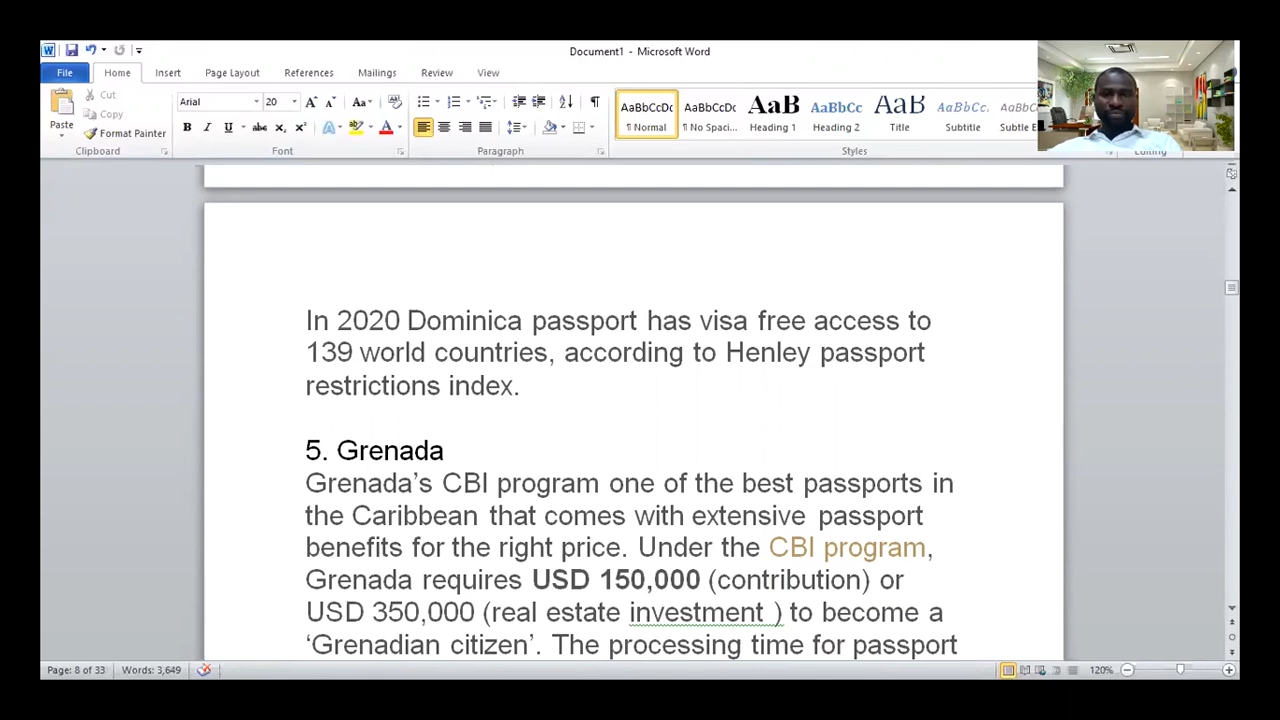 Document1 - Microsoft Word
File Home Insert Page Layout References Mailings Review View
Cut
Copy
Format Painter
Paste
Clipboard
Arial 20
Font
Paragraph
AaBbCcDc AaBbCcDc AaB AaBbCc AaB AaBbCc. AaBbCc
¶ Normal ¶ No Spaci... Heading 1 Heading 2 Title Subtitle Subtle E
Styles
Editing
In 2020 Dominica passport has visa free access to
139 world countries, according to Henley passport
restrictions index.
5. Grenada
Grenada’s CBI program one of the best passports in
the Caribbean that comes with extensive passport
benefits for the right price. Under the CBI program,
Grenada requires USD 150,000 (contribution) or
USD 350,000 (real estate investment ) to become a
‘Grenadian citizen’. The processing time for passport
Page: 8 of 33 Words: 3,649 120%